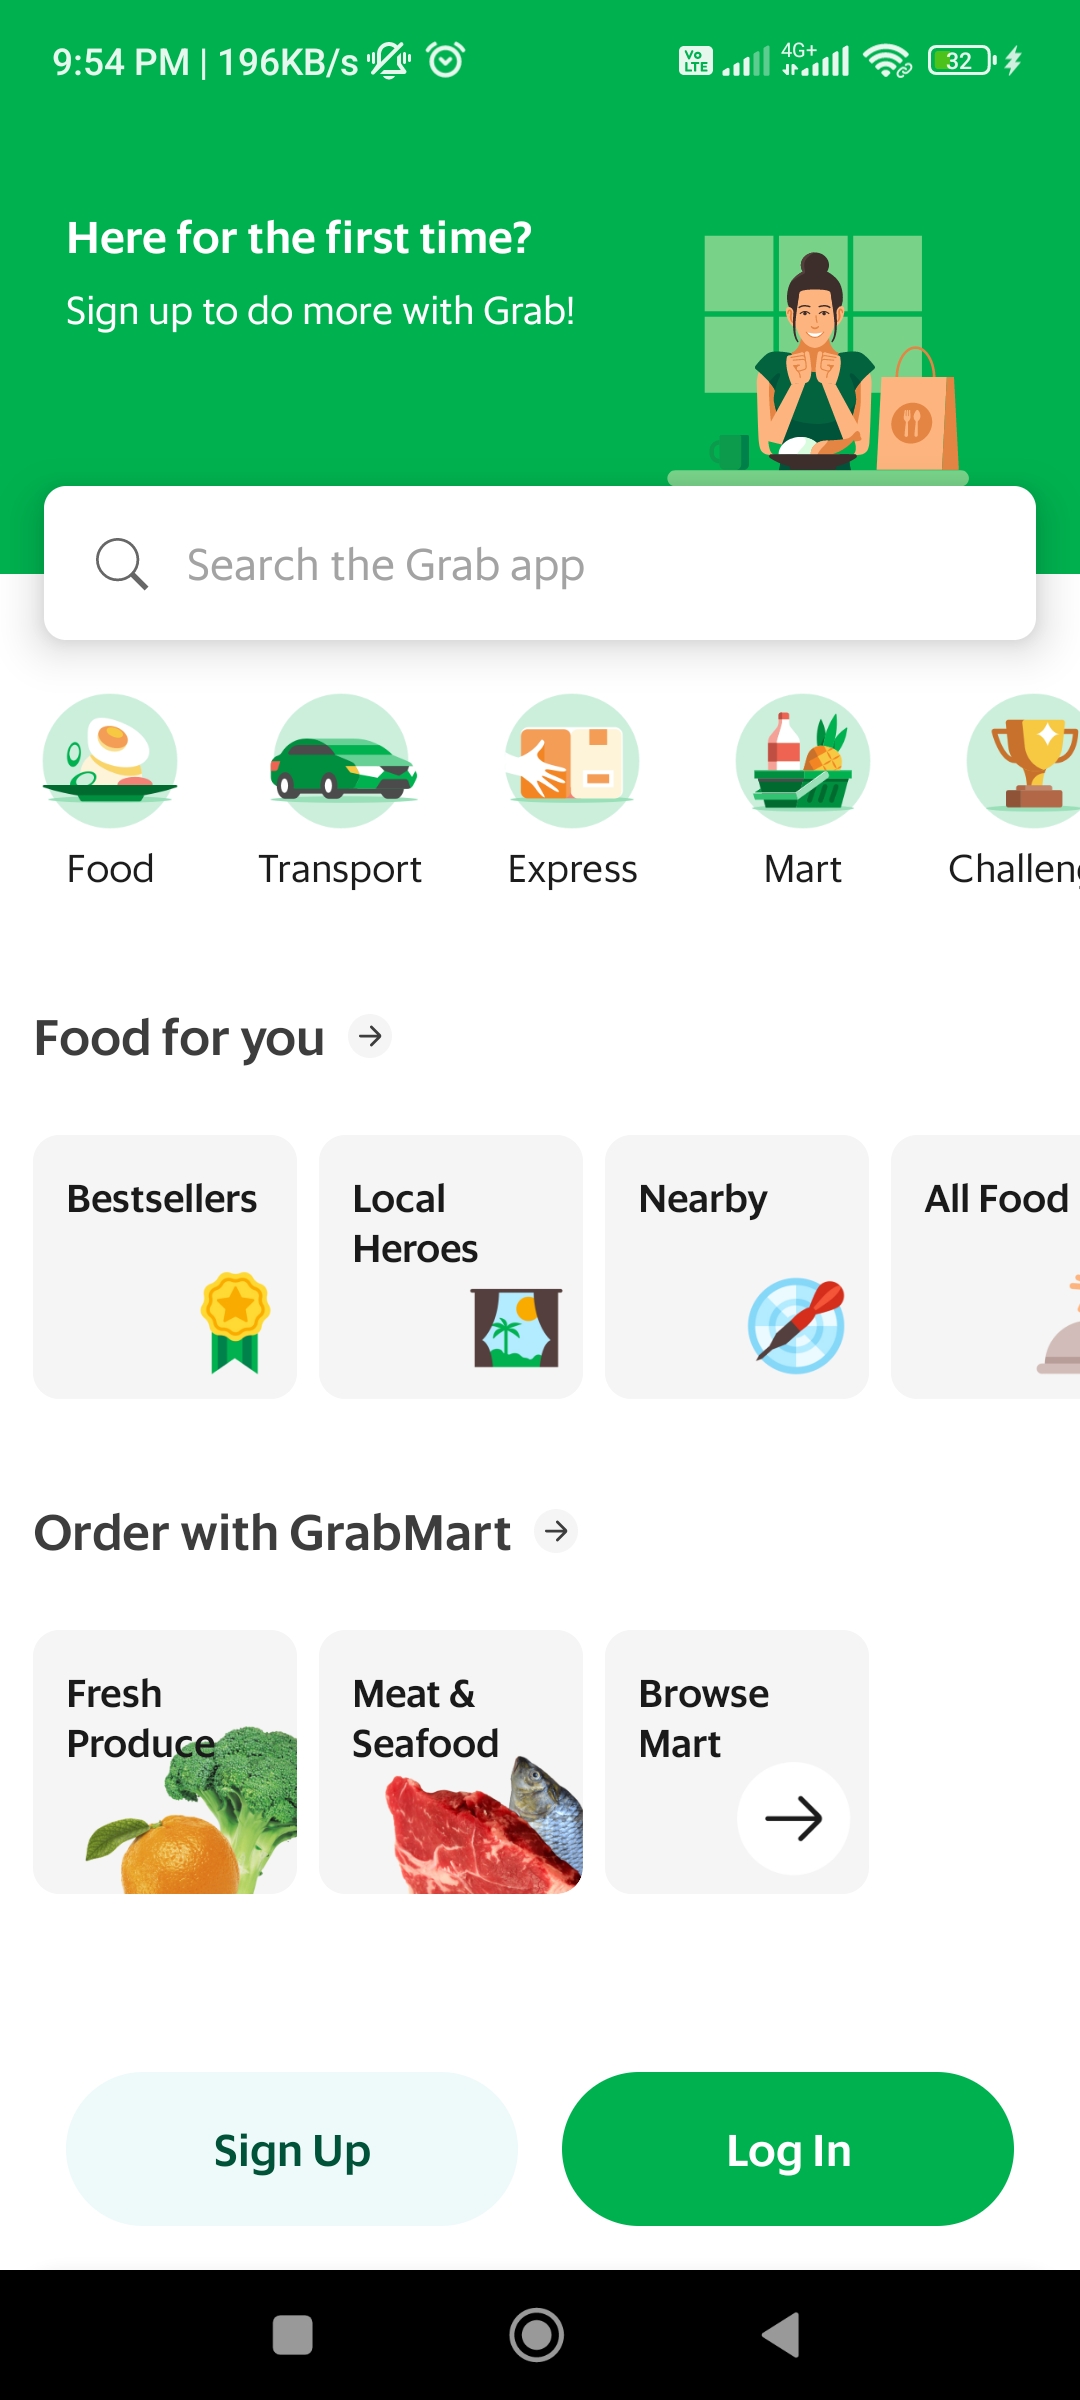 9:54 PM | 196KB/s
Vo LTE
4G+
32
Here for the first time?
Sign up to do more with Grab!
Search the Grab app
Food
Transport
Express
Mart
Challeng
Food for you
Bestsellers
Local
Heroes
Nearby
All Food
Order with GrabMart
Fresh
Produce
Meat &
Seafood
Browse
Mart
Sign Up
Log In